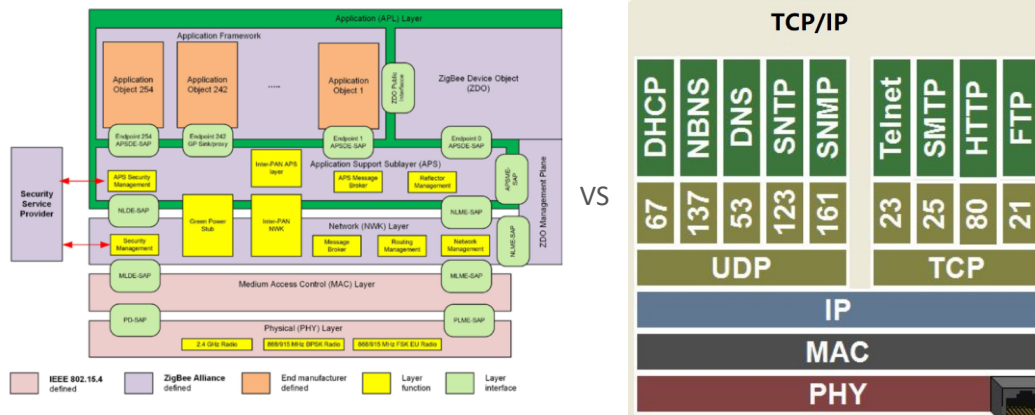 Application (APL) Layer
Application Framework
Application
Object 254
Application
Object 242
.....
Application
Object 1
ZDO Public
Interface
ZigBee Device Object
(ZDO)
Endpoint 254
APSDE-SAP
Endpoint 242
GP Sink/proxy
Endpoint 1
APSDE-SAP
Endpoint 0
APSDE-SAP
Security
Service
Provider
Application Support Sublayer (APS)
APS Security
Management
Inter-PAN APS
layer
APS Message
Broker
Reflector
Management
APSME-
SAP
ZDO Management Plane
NLDE-SAP
Green Power
Stub
Inter-PAN
NWK
NLME-SAP
Network (NWK) Layer
Security
Management
Message
Broker
Routing
Management
Network
Management
NLME-SAP
MLDE-SAP
MLME-SAP
Medium Access Control (MAC) Layer
PD-SAP
PLME-SAP
Physical (PHY) Layer
2.4 GHz Radio
868/915 MHz BPSK Radio
868/915 MHz FSK EU Radio
IEEE 802.15.4
defined
ZigBee Alliance
defined
End manufacturer
defined
Layer
function
Layer
interface
VS
TCP/IP
DHCP
NBNS
DNS
SNTP
SNMP
Telnet
SMTP
HTTP
FTP
67
137
53
123
161
23
25
80
21
UDP
TCP
IP
MAC
PHY